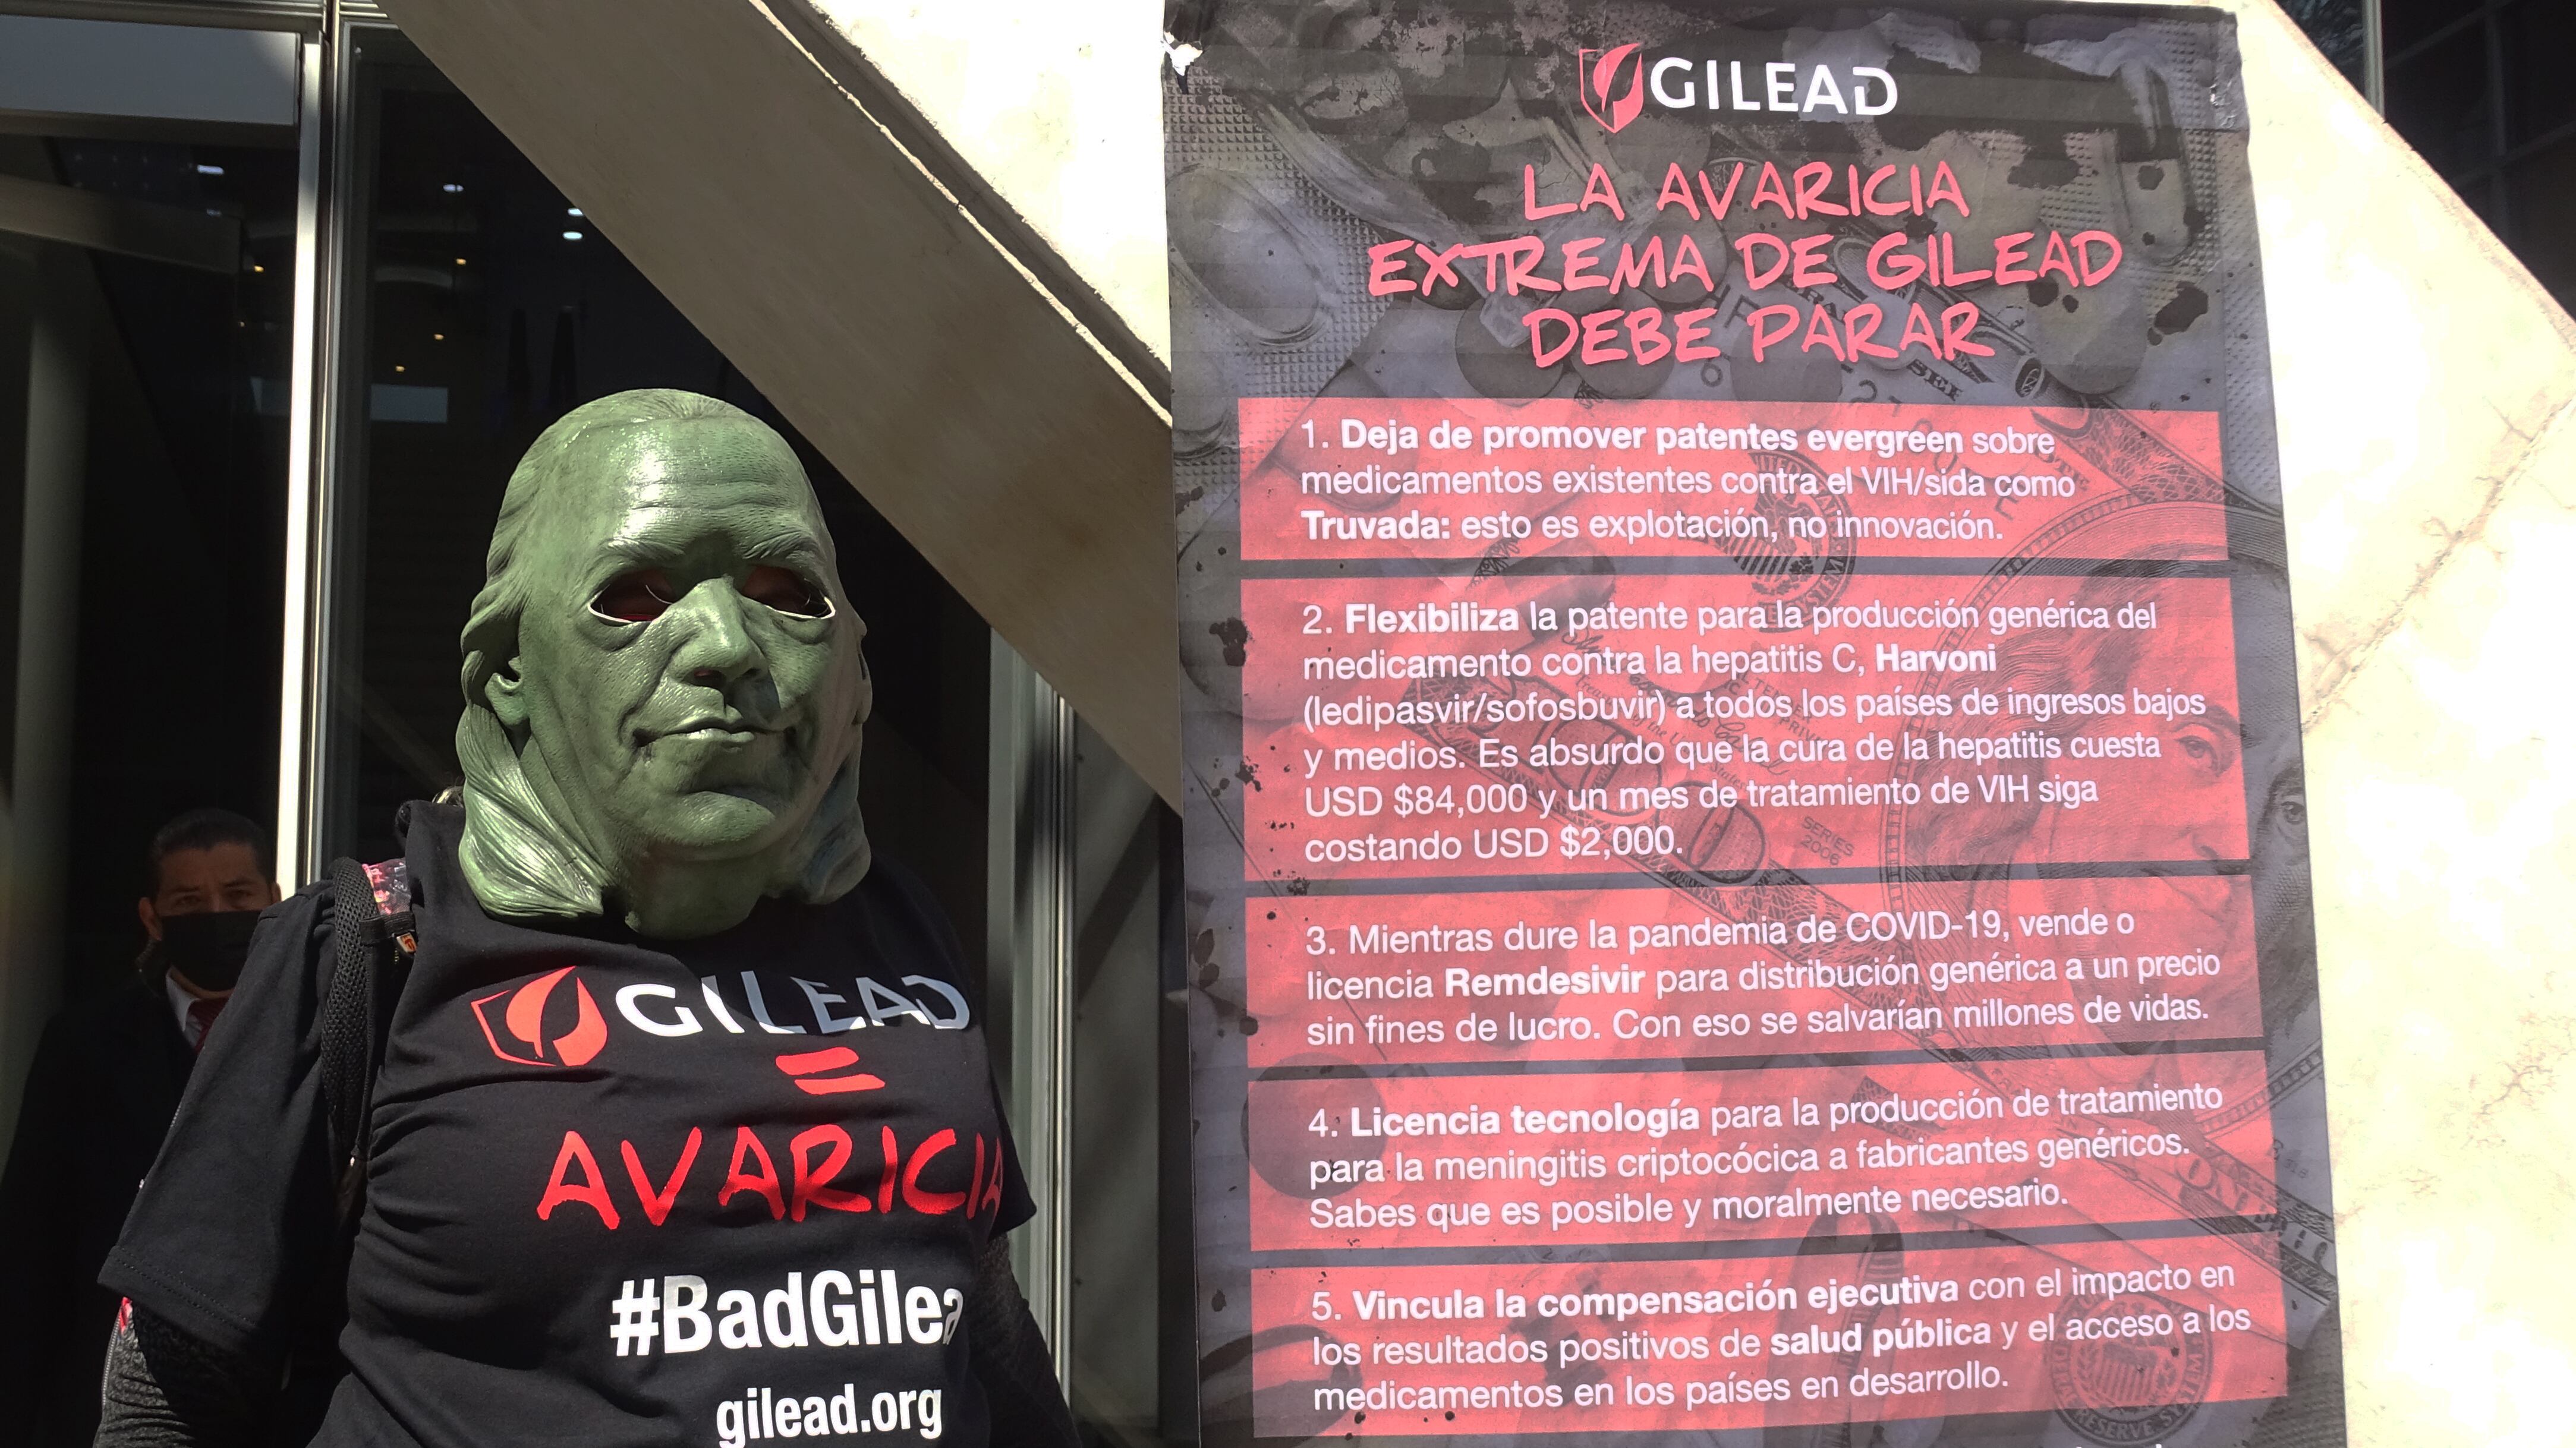 GILEAD
=
AVARICIA
#BadGilea
gilead.org
GILEAD
LA AVARICIA
EXTREMA DE GILEAD
DEBE PARAR
1. Deja de promover patentes evergreen sobre
medicamentos existentes contra el VIH/sida como
Truvada: esto es explotación, no innovación.
2. Flexibiliza la patente para la producción genérica del
medicamento contra la hepatitis C, Harvoni
(ledipasvir/sofosbuvir) a todos los países de ingresos bajos
y medios. Es absurdo que la cura de la hepatitis cuesta
USD $84,000 y un mes de tratamiento de VIH siga
costando USD $2,000.
3. Mientras dure la pandemia de COVID-19, vende o
licencia Remdesivir para distribución genérica a un precio
sin fines de lucro. Con eso se salvarían millones de vidas.
4. Licencia tecnología para la producción de tratamiento
para la meningitis criptocócica a fabricantes genéricos.
Sabes que es posible y moralmente necesario.
5. Vincula la compensación ejecutiva con el impacto en
los resultados positivos de salud pública y el acceso a los
medicamentos en los países en desarrollo.
SERIES
2006